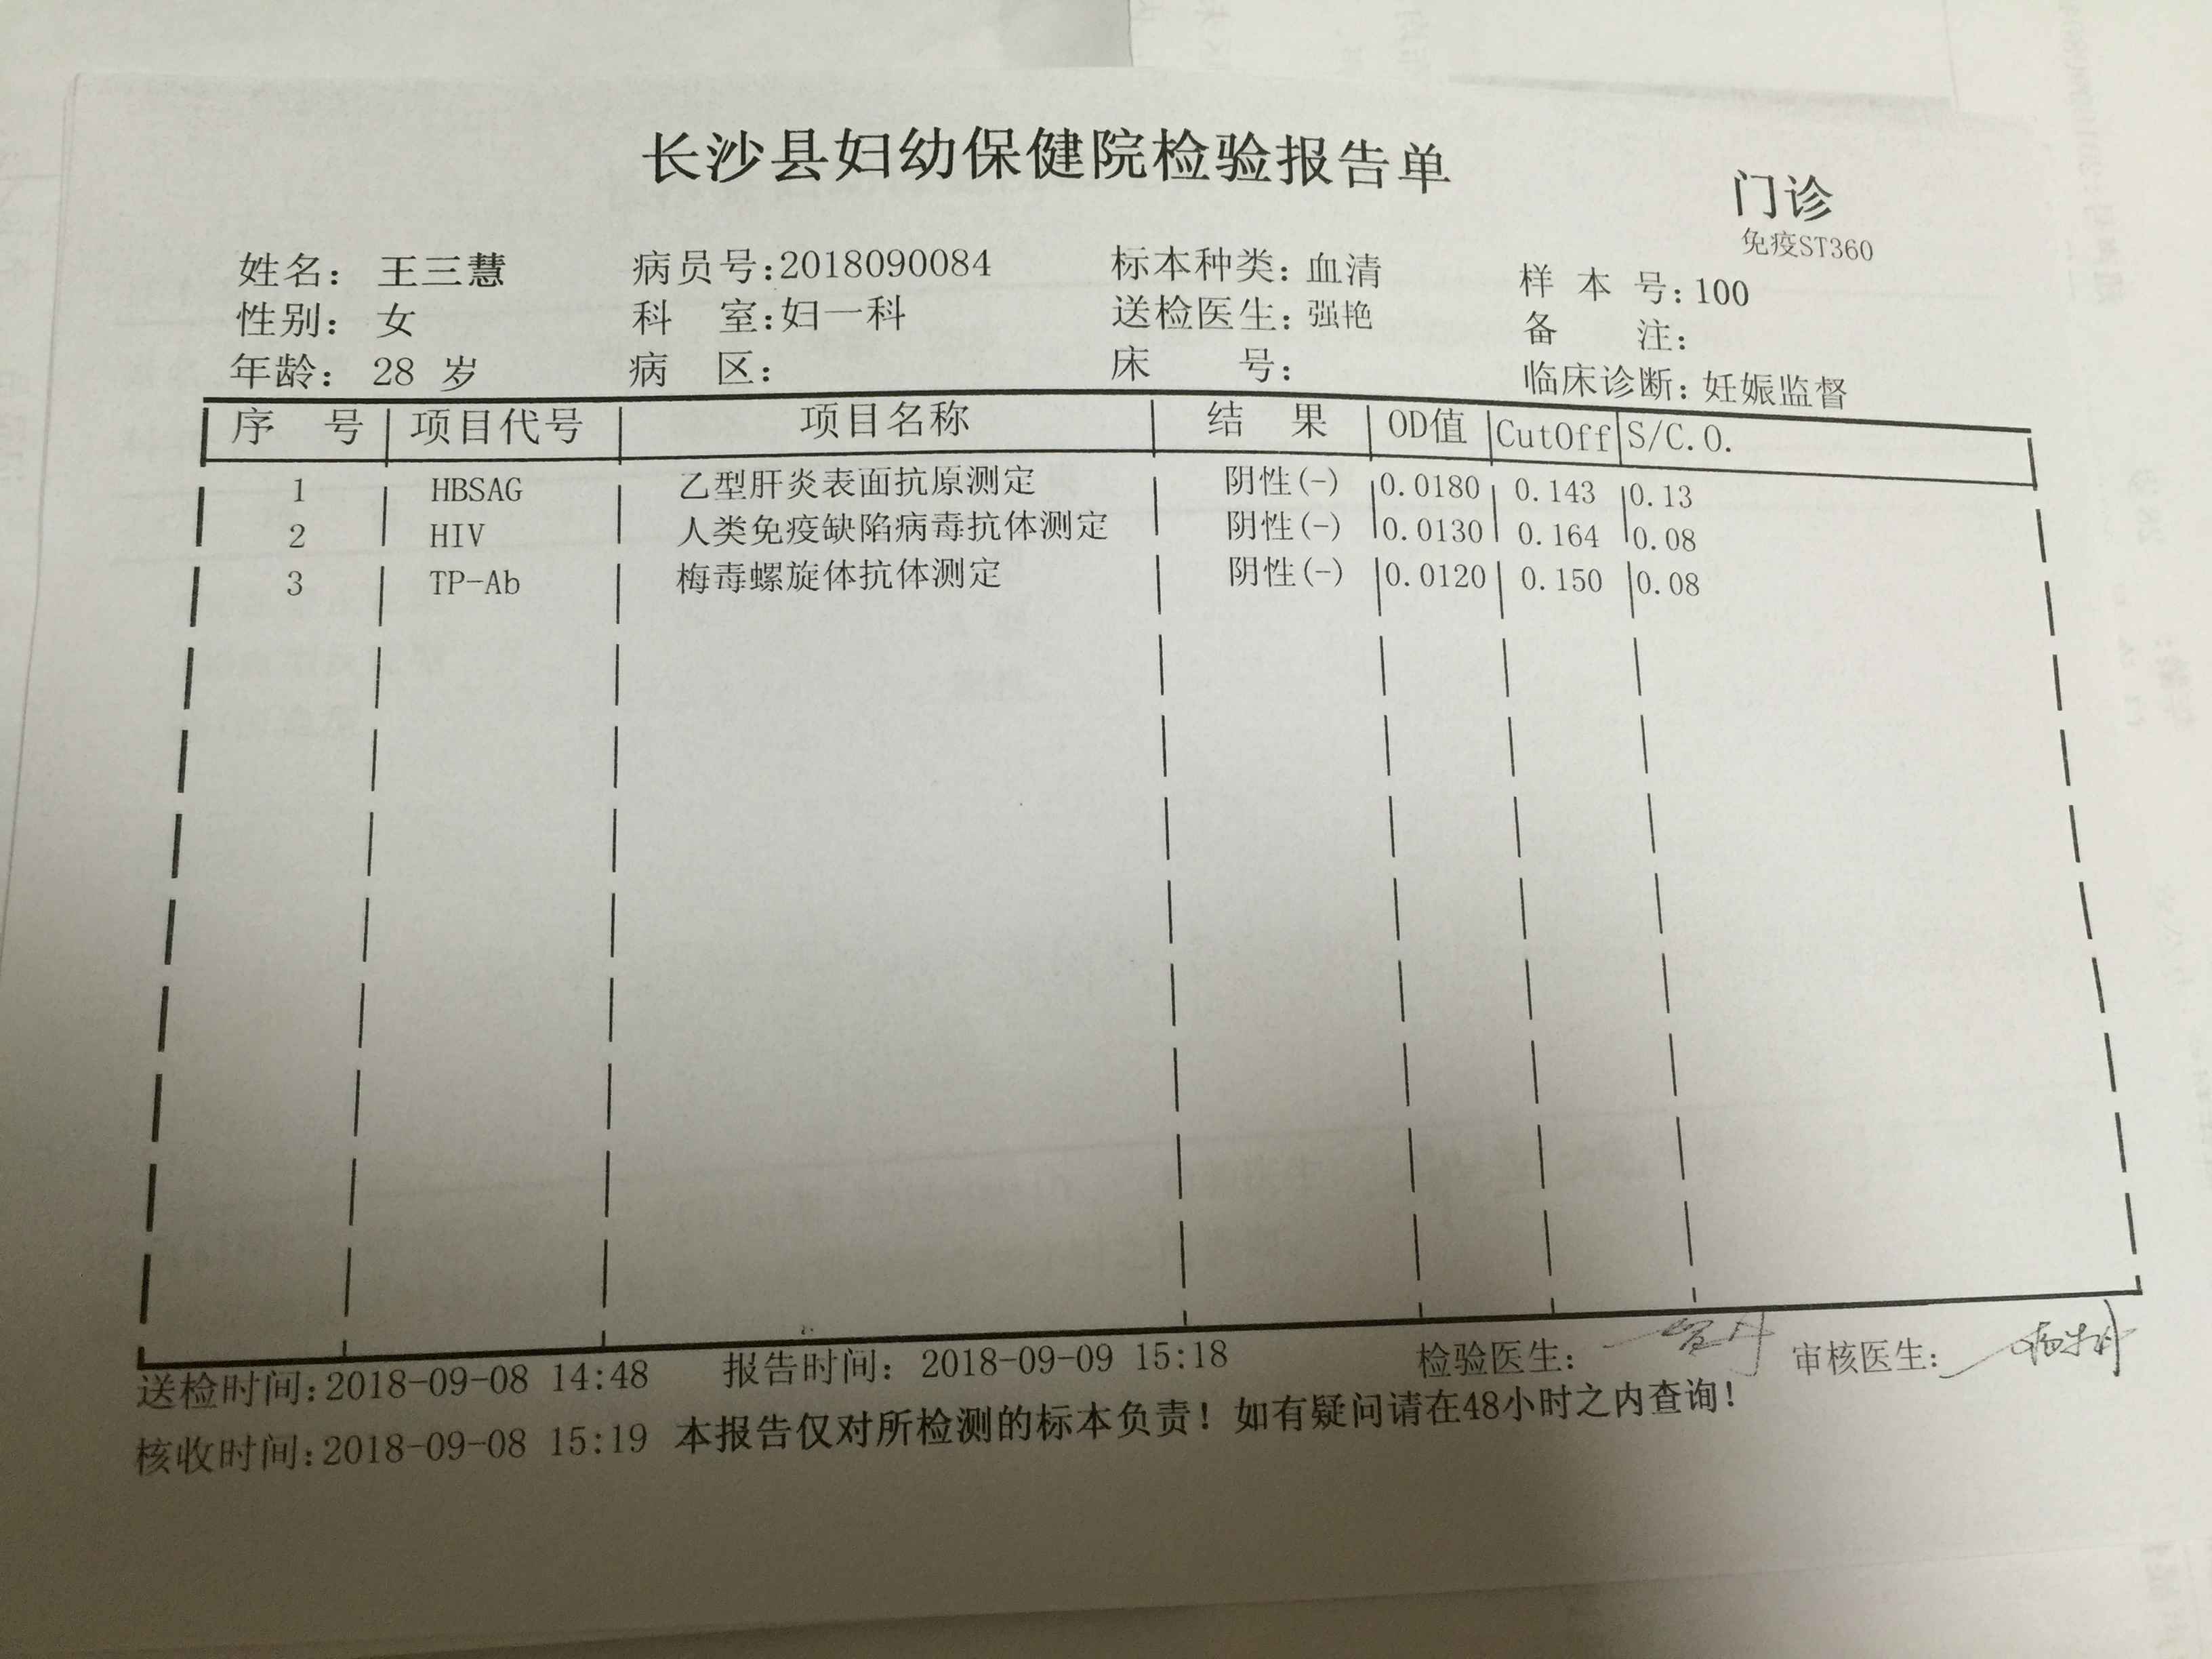 长沙县妇幼保健院检验报告单
门诊
免疫ST360
姓名: 王三慧 病员号:2018090084 标本种类: 血清 样 本 号: 100
性别: 女 科 室: 妇一科 送检医生: 强艳 备 注:
年龄: 28 岁 病 区: 床 号: 临床诊断: 妊娠监督
序 号 项目代号 项目名称 结 果 OD值 CutOff S/C.O.
1 HBSAG 乙型肝炎表面抗原测定 阴性(-) 0.0180 0.143 0.13
2 HIV 人类免疫缺陷病毒抗体测定 阴性(-) 0.0130 0.164 0.08
3 TP-Ab 梅毒螺旋体抗体测定 阴性(-) 0.0120 0.150 0.08
送检时间:2018-09-08 14:48 报告时间: 2018-09-09 15:18 检验医生: 审核医生:
核收时间:2018-09-08 15:19 本报告仅对所检测的标本负责! 如有疑问请在48小时之内查询!